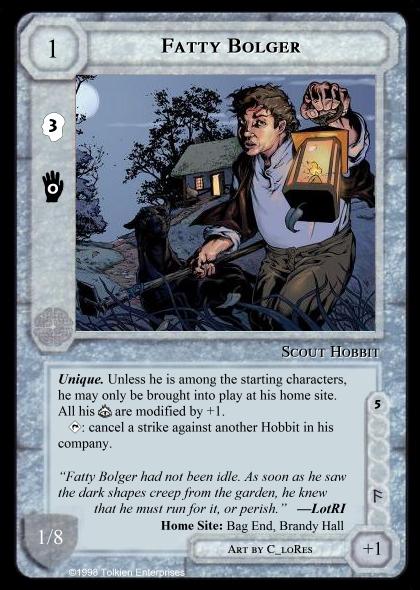 1
FATTY BOLGER
3
SCOUT HOBBIT
Unique. Unless he is among the starting characters,
he may only be brought into play at his home site.
All his are modified by +1.
: cancel a strike against another Hobbit in his
company.
5
“Fatty Bolger had not been idle. As soon as he saw
the dark shapes creep from the garden, he knew
that he must run for it, or perish.” —LotRI
Home Site: Bag End, Brandy Hall
1/8
ART BY C_LORES
+1
©1998 Tolkien Enterprises